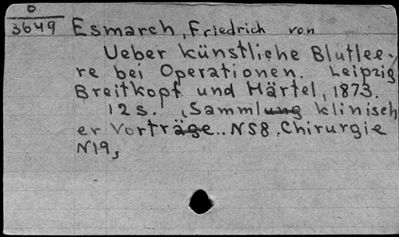 O
3649 Esmarch, Friedrich von
Ueber künstliche Blutlee-
re bei Operationen. Leipzig
Breitkopf und Härtel, 1873.
12 s. (Sammlung klinisch
er Vorträge.. N58, Chirurgie
N19,